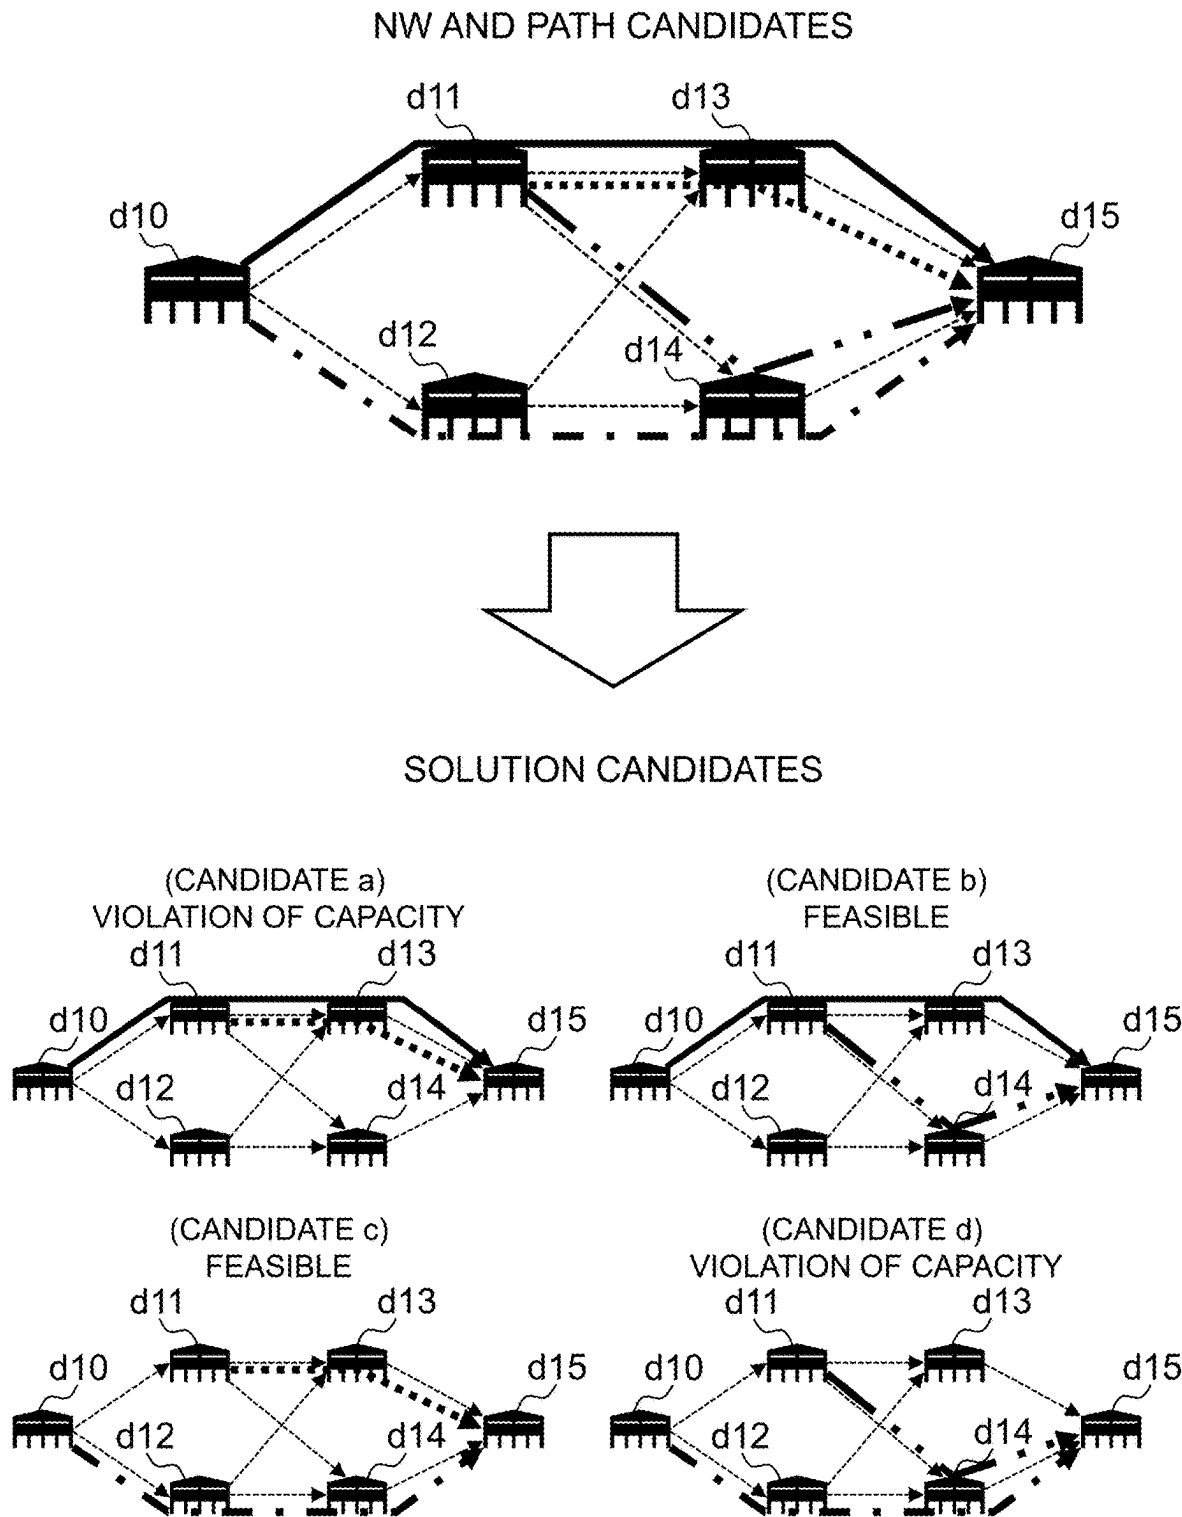 NW AND PATH CANDIDATES
d11
d13
d10
d15
d12
d14
SOLUTION CANDIDATES
(CANDIDATE a)
VIOLATION OF CAPACITY
d11
d13
d10
d15
d12
d14
(CANDIDATE b)
FEASIBLE
d11
d13
d10
d15
d12
d14
(CANDIDATE c)
FEASIBLE
d11
d13
d10
d15
d12
d14
(CANDIDATE d)
VIOLATION OF CAPACITY
d11
d13
d10
d15
d12
d14